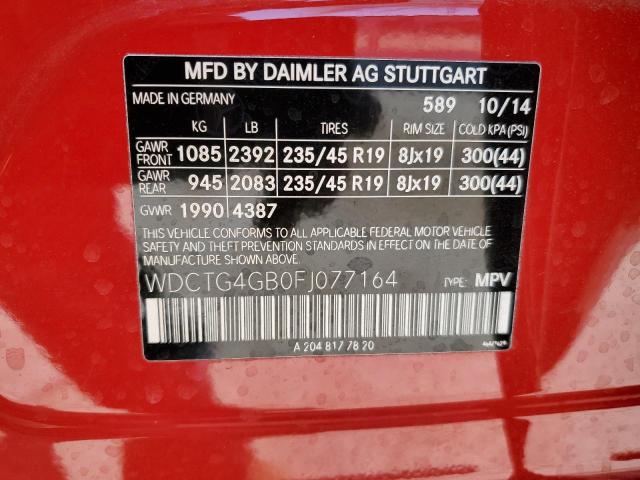 MFD BY DAIMLER AG STUTTGART
MADE IN GERMANY 589 10/14
KG LB TIRES RIM SIZE COLD KPA (PSI)
GAWR FRONT 1085 2392 235/45 R19 8Jx19 300(44)
GAWR REAR 945 2083 235/45 R19 8Jx19 300(44)
GVWR 1990 4387
THIS VEHICLE CONFORMS TO ALL APPLICABLE FEDERAL MOTOR VEHICLE
SAFETY AND THEFT PREVENTION STANDARDS IN EFFECT ON THE DATE OF
MANUFACTURE SHOWN ABOVE.
WDCTG4GB0FJ077164 TYPE: MPV
A 204 817 78 20